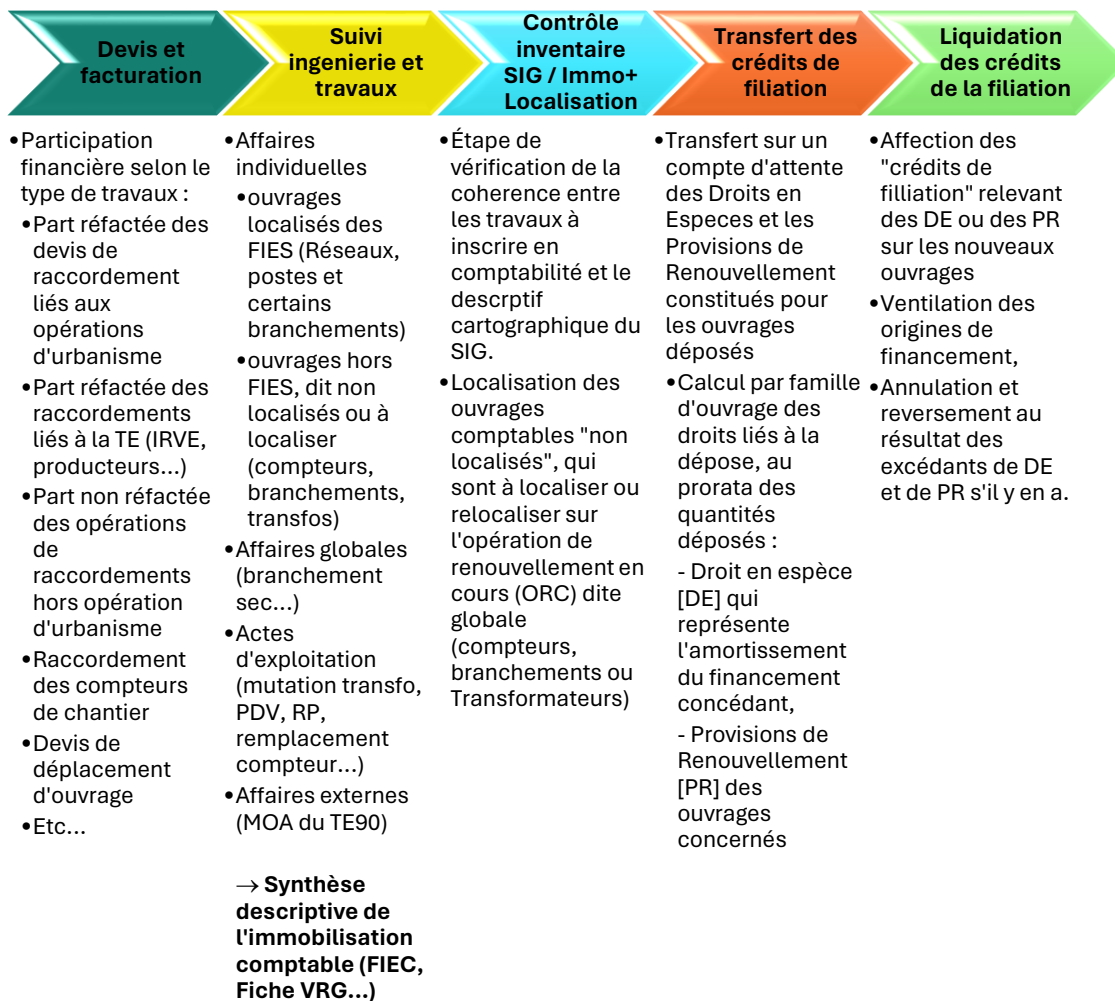 Devis et
facturation
Suivi
ingenierie et
travaux
Contrôle
inventaire
SIG / Immo+
Localisation
Transfert des
crédits de
filiation
Liquidation
des crédits
de la filiation
•Participation
financière selon le
type de travaux :
•Part réfactée des
devis de
raccordement
liés aux
opérations
d'urbanisme
•Part réfactée des
raccordements
liés à la TE (IRVE,
producteurs...)
•Part non réfactée
des opérations
de
raccordements
hors opération
d'urbanisme
•Raccordement
des compteurs
de chantier
•Devis de
déplacement
d'ouvrage
•Etc...
•Affaires
individuelles
•ouvrages
localisés des
FIES (Réseaux,
postes et
certains
branchements)
•ouvrages hors
FIES, dit non
localisés ou à
localiser
(compteurs,
branchements,
transfos)
•Affaires globales
(branchement
sec...)
•Actes
d'exploitation
(mutation transfo,
PDV, RP,
remplacement
compteur...)
•Affaires externes
(MOA du TE90)
→ Synthèse
descriptive de
l'immobilisation
comptable (FIEC,
Fiche VRG...)
•Étape de
vérification de la
coherence entre
les travaux à
inscrire en
comptabilité et le
descrptif
cartographique du
SIG.
•Localisation des
ouvrages
comptables "non
localisés", qui
sont à localiser ou
relocaliser sur
l'opération de
renouvellement en
cours (ORC) dite
globale
(compteurs,
branchements ou
Transformateurs)
•Transfert sur un
compte d'attente
des Droits en
Especes et les
Provisions de
Renouvellement
constitués pour
les ouvrages
déposés
•Calcul par famille
d'ouvrage des
droits liés à la
dépose, au
prorata des
quantités
déposés :
- Droit en espèce
[DE] qui
représente
l'amortissement
du financement
concédant,
- Provisions de
Renouvellement
[PR] des
ouvrages
concernés
•Affection des
"crédits de
filliation" relevant
des DE ou des PR
sur les nouveaux
ouvrages
•Ventilation des
origines de
financement,
•Annulation et
reversement au
résultat des
excédants de DE
et de PR s'il y en a.